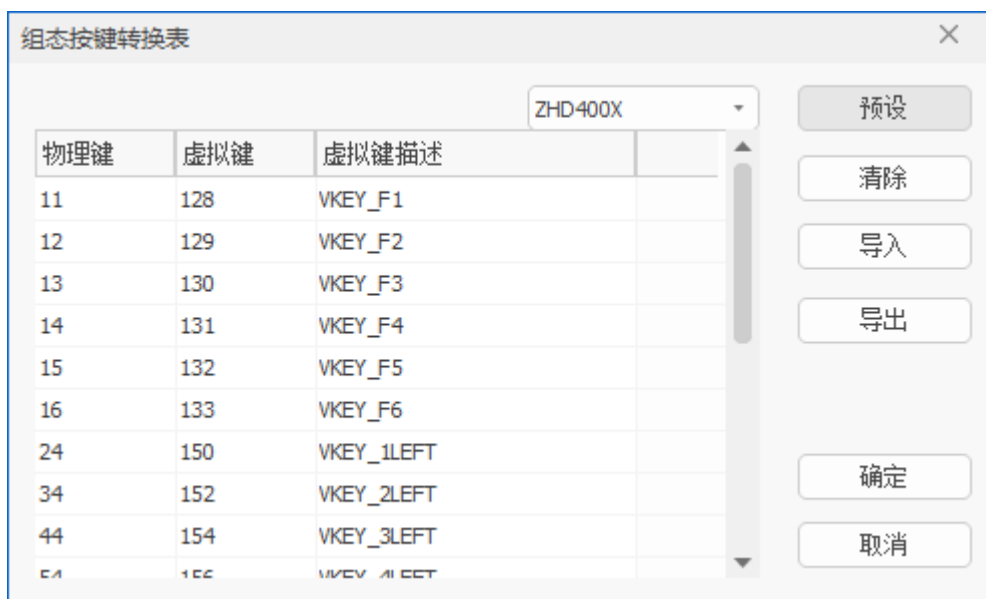 组态按键转换表
ZHD400X
预设
物理键 虚拟键 虚拟键描述
清除
11 128 VKEY_F1
12 129 VKEY_F2
导入
13 130 VKEY_F3
14 131 VKEY_F4
导出
15 132 VKEY_F5
16 133 VKEY_F6
24 150 VKEY_1LEFT
34 152 VKEY_2LEFT
确定
44 154 VKEY_3LEFT
取消
54 156 VKEY_4LEFT